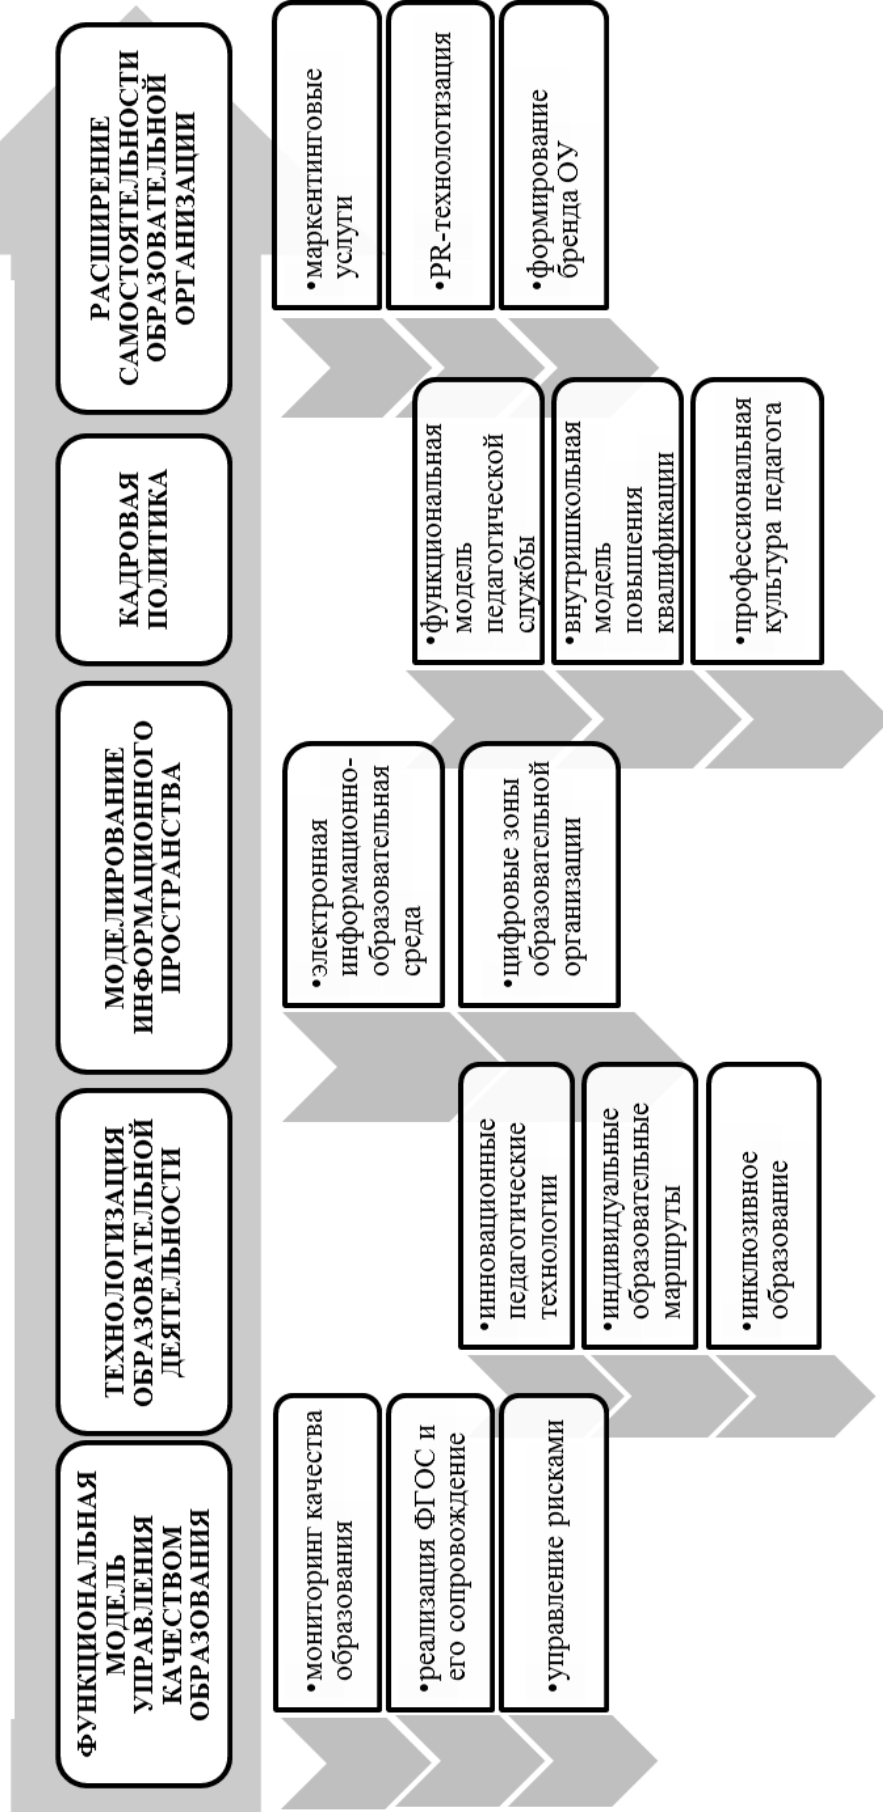 ФУНКЦИОНАЛЬНАЯ
МОДЕЛЬ
УПРАВЛЕНИЯ
КАЧЕСТВОМ
ОБРАЗОВАНИЯ
•мониторинг качества
образования
•реализация ФГОС и
его сопровождение
•управление рисками
ТЕХНОЛОГИЗАЦИЯ
ОБРАЗОВАТЕЛЬНОЙ
ДЕЯТЕЛЬНОСТИ
•инновационные
педагогические
технологии
•индивидуальные
образовательные
маршруты
•инклюзивное
образование
МОДЕЛИРОВАНИЕ
ИНФОРМАЦИОННОГО
ПРОСТРАНСТВА
•электронная
информационно-
образовательная
среда
•цифровые зоны
образовательной
организации
КАДРОВАЯ
ПОЛИТИКА
•функциональная
модель
педагогической
службы
•внутришкольная
модель
повышения
квалификации
•профессиональная
культура педагога
РАСШИРЕНИЕ
САМОСТОЯТЕЛЬНОСТИ
ОБРАЗОВАТЕЛЬНОЙ
ОРГАНИЗАЦИИ
•маркентинговые
услуги
•PR-технологизация
•формирование
бренда ОУ